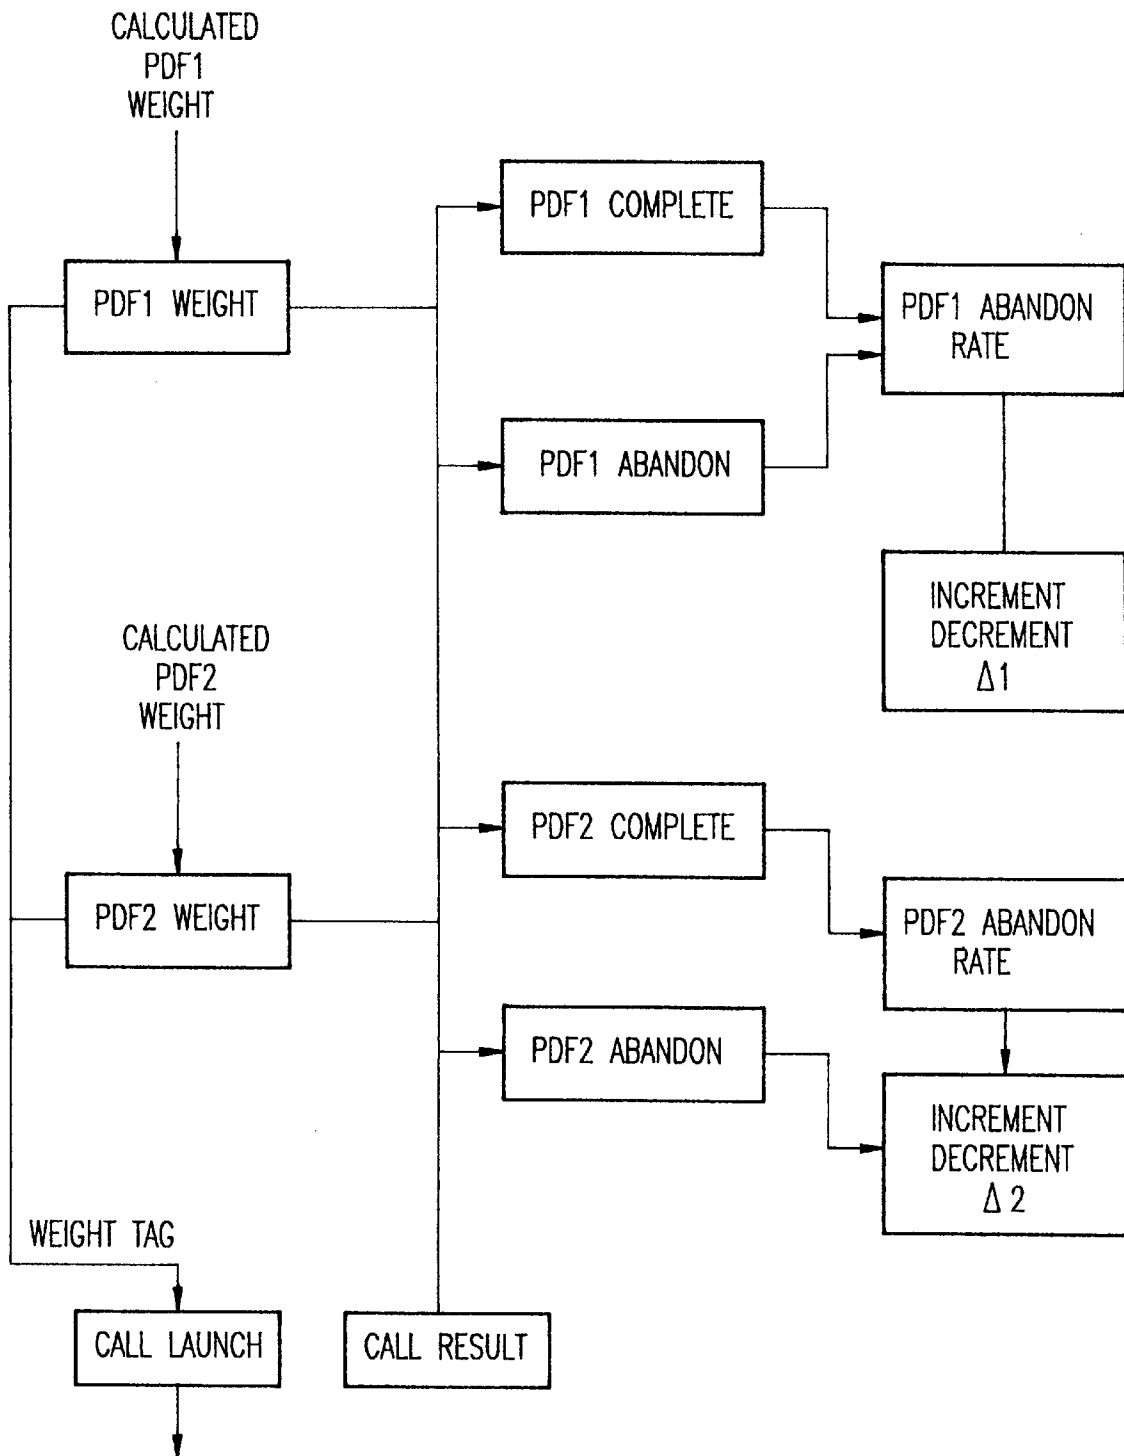 CALCULATED
PDF1
WEIGHT
PDF1 WEIGHT
PDF1 COMPLETE
PDF1 ABANDON
RATE
PDF1 ABANDON
INCREMENT
DECREMENT
Δ1
CALCULATED
PDF2
WEIGHT
PDF2 WEIGHT
PDF2 COMPLETE
PDF2 ABANDON
RATE
PDF2 ABANDON
INCREMENT
DECREMENT
Δ2
WEIGHT TAG
CALL LAUNCH
CALL RESULT